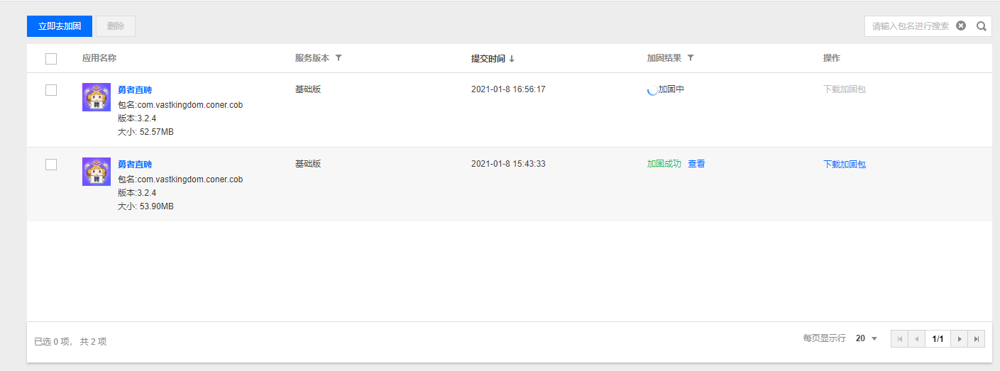 立即去加固 删除 请输入包名进行搜索
应用名称 服务版本 提交时间 加固结果 操作
勇者直聘 基础版 2021-01-8 16:56:17 加固中 下载加固包
包名:com.vastkingdom.coner.cob
版本:3.2.4
大小: 52.57MB
勇者直聘 基础版 2021-01-8 15:43:33 加固成功 查看 下载加固包
包名:com.vastkingdom.coner.cob
版本:3.2.4
大小: 53.90MB
已选 0 项， 共 2 项 每页显示行 20 1/1